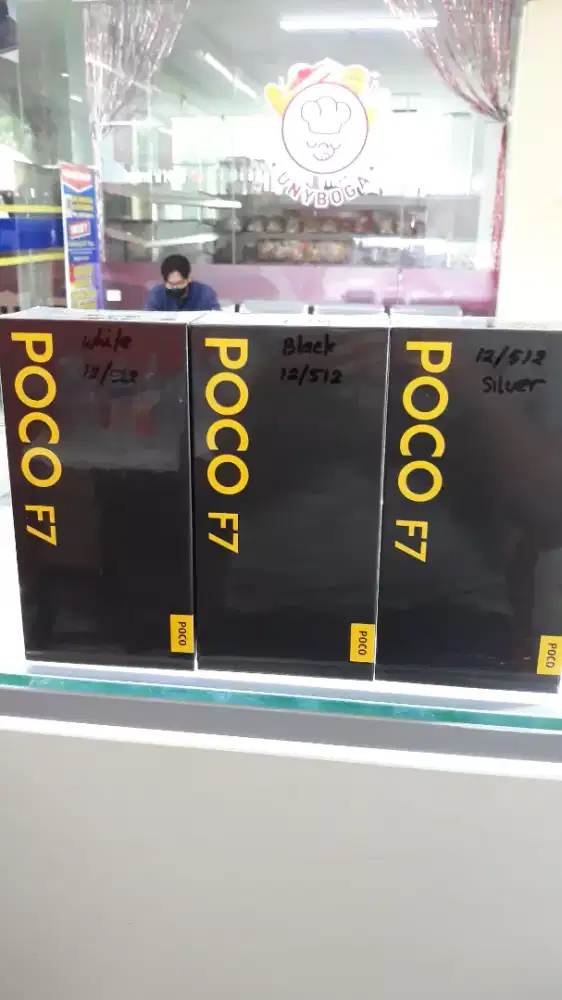 UNYBOGA
POCO F7
White
12/512
POCO
POCO F7
Black
12/512
POCO
POCO F7
12/512
Silver
POCO